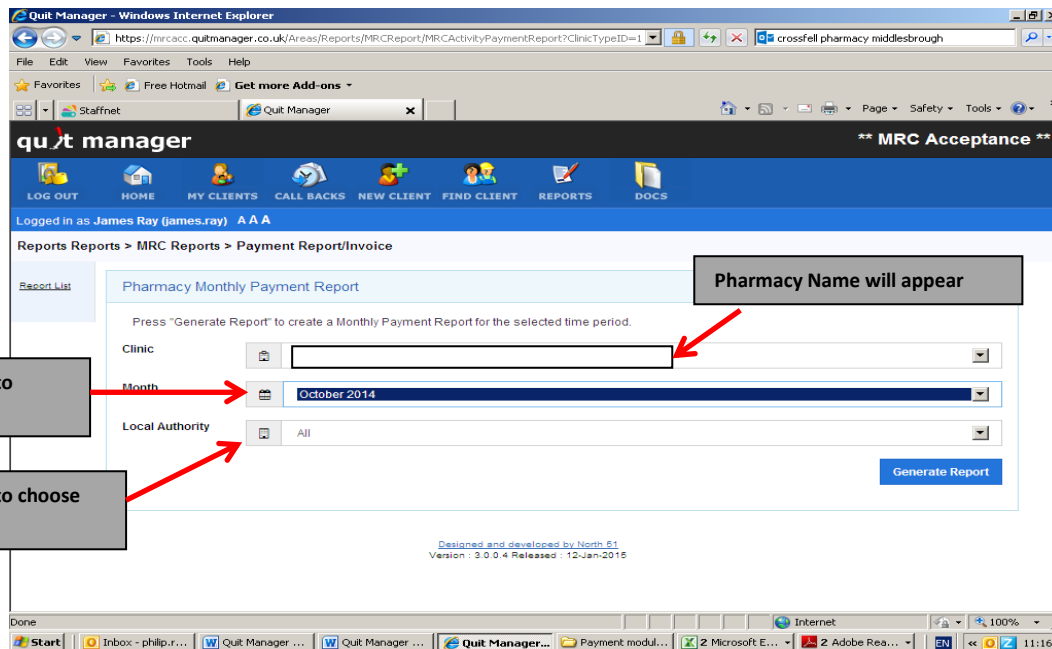 Quit Manager - Windows Internet Explorer
https://mrcacc.quitmanager.co.uk/Areas/Reports/MRCReport/MRCActivityPaymentReport?ClinicTypeID=1
crossfell pharmacy middlesbrough
File Edit View Favorites Tools Help
Favorites Free Hotmail Get more Add-ons
Staffnet Quit Manager Page Safety Tools
quit manager ** MRC Acceptance **
LOG OUT HOME MY CLIENTS CALL BACKS NEW CLIENT FIND CLIENT REPORTS DOCS
Logged in as James Ray (james.ray) A A A
Reports Reports > MRC Reports > Payment Report/Invoice
Pharmacy Name will appear
Report List
Pharmacy Monthly Payment Report
Press "Generate Report" to create a Monthly Payment Report for the selected time period.
Clinic
to
Month
October 2014
Local Authority
All
Generate Report
to choose
Designed and developed by North 51
Version : 3.0.0.4 Released : 12-Jan-2015
Done Internet 100%
Start Inbox - philip.r... Quit Manager ... Quit Manager ... Quit Manager... Payment modul... 2 Microsoft E... 2 Adobe Rea... EN « 11:16